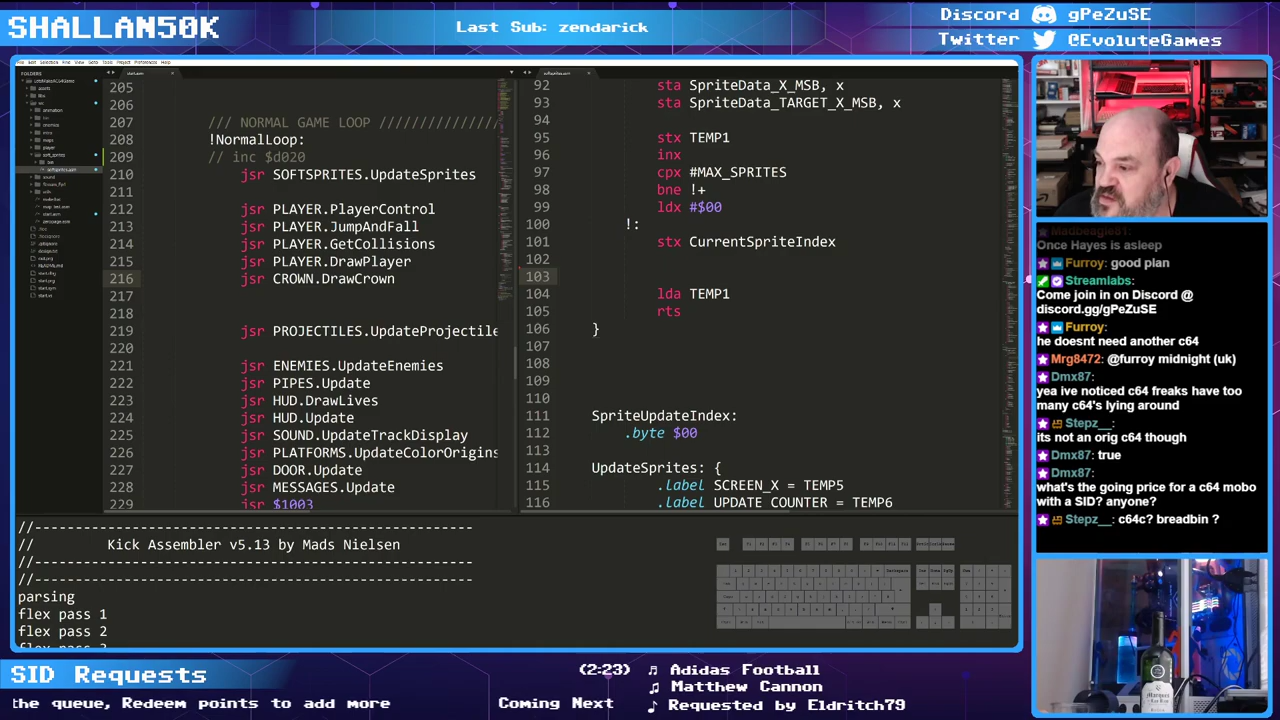 SHALLAN50K
Last Sub: zendarick
Discord gPeZuSE
Twitter @EvoluteGames
FOLDERS
205
206
207 /// NORMAL GAME LOOP //////////////
208 !NormalLoop:
209 // inc $d020
210 jsr SOFTSPRITES.UpdateSprites
211
212 jsr PLAYER.PlayerControl
213 jsr PLAYER.JumpAndFall
214 jsr PLAYER.GetCollisions
215 jsr PLAYER.DrawPlayer
216 jsr CROWN.DrawCrown
217
218
219 jsr PROJECTILES.UpdateProjectile
220
221 jsr ENEMIES.UpdateEnemies
222 jsr PIPES.Update
223 jsr HUD.DrawLives
224 jsr HUD.Update
225 jsr SOUND.UpdateTrackDisplay
226 jsr PLATFORMS.UpdateColorOrigins
227 jsr DOOR.Update
228 jsr MESSAGES.Update
229 jsr $1003
92 sta SpriteData_X_MSB, x
93 sta SpriteData_TARGET_X_MSB, x
94
95 stx TEMP1
96 inx
97 cpx #MAX_SPRITES
98 bne !+
99 ldx #$00
100 !:
101 stx CurrentSpriteIndex
102
103
104 lda TEMP1
105 rts
106 }
107
108
109
110
111 SpriteUpdateIndex:
112 .byte $00
113
114 UpdateSprites: {
115 .label SCREEN_X = TEMP5
116 .label UPDATE_COUNTER = TEMP6
//------------------------------------------------------
// Kick Assembler v5.13 by Mads Nielsen
//------------------------------------------------------
//------------------------------------------------------
parsing
flex pass 1
flex pass 2
Madbeagle81:
Once Hayes is asleep
Furroy: good plan
Streamlabs:
Come join in on Discord @
discord.gg/gPeZuSE
Furroy:
he doesnt need another c64
Mrg8472: @furroy midnight (uk)
Dmx87:
yea ive noticed c64 freaks have too
many c64's lying around
Stepz__:
its not an orig c64 though
Dmx87: true
Dmx87:
what's the going price for a c64 mobo
with a SID? anyone?
Stepz__: c64c? breadbin ?
SID Requests
the queue, Redeem points to add more
(2:23) Adidas Football
Matthew Cannon
Coming Next
Requested by Eldritch79